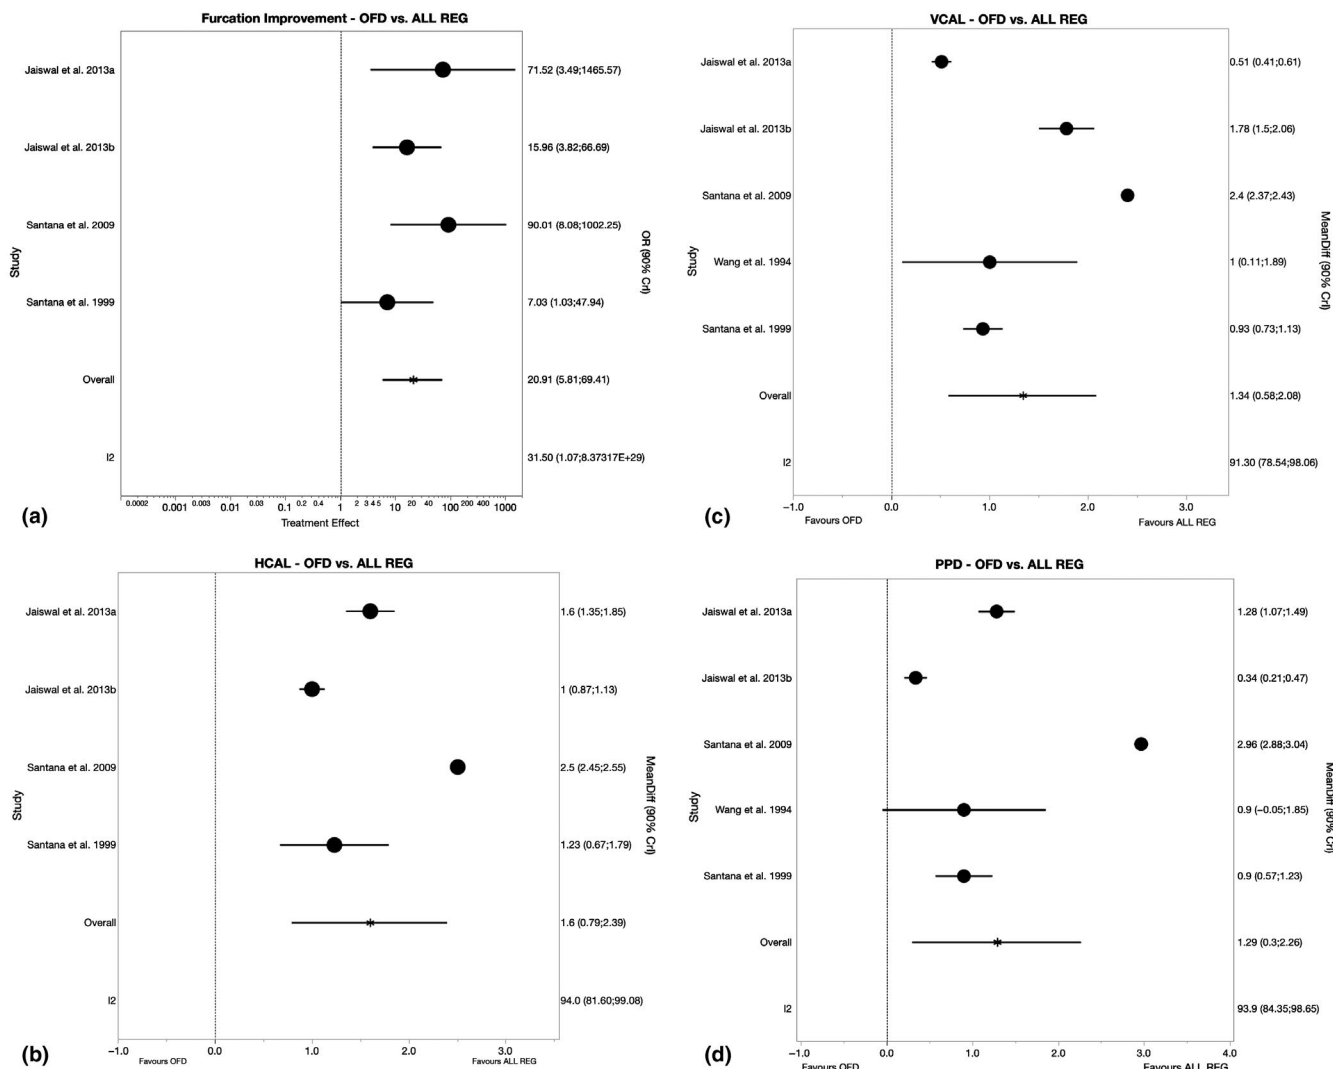 Furcation Improvement - OFD vs. ALL REG
Jaiswal et al. 2013a
71.52 (3.49;1465.57)
Jaiswal et al. 2013b
15.96 (3.82;66.69)
Santana et al. 2009
90.01 (8.08;1002.25)
Santana et al. 1999
7.03 (1.03;47.94)
Overall
20.91 (5.81;69.41)
I2
31.50 (1.07;8.37317E+29)
Study
OR (90% CrI)
0.0002 0.001 0.003 0.01 0.03 0.1 0.2 0.4 1 2 3 4 5 10 20 40 100 200 400 1000
Treatment Effect
(a)
VCAL - OFD vs. ALL REG
Jaiswal et al. 2013a
0.51 (0.41;0.61)
Jaiswal et al. 2013b
1.78 (1.5;2.06)
Santana et al. 2009
2.4 (2.37;2.43)
Wang et al. 1994
1 (0.11;1.89)
Santana et al. 1999
0.93 (0.73;1.13)
Overall
1.34 (0.58;2.08)
I2
91.30 (78.54;98.06)
Study
MeanDiff (90% CrI)
−1.0 0.0 1.0 2.0 3.0
Favours OFD Favours ALL REG
(c)
HCAL - OFD vs. ALL REG
Jaiswal et al. 2013a
1.6 (1.35;1.85)
Jaiswal et al. 2013b
1 (0.87;1.13)
Santana et al. 2009
2.5 (2.45;2.55)
Santana et al. 1999
1.23 (0.67;1.79)
Overall
1.6 (0.79;2.39)
I2
94.0 (81.60;99.08)
Study
MeanDiff (90% CrI)
−1.0 0.0 1.0 2.0 3.0
Favours OFD Favours ALL REG
(b)
PPD - OFD vs. ALL REG
Jaiswal et al. 2013a
1.28 (1.07;1.49)
Jaiswal et al. 2013b
0.34 (0.21;0.47)
Santana et al. 2009
2.96 (2.88;3.04)
Wang et al. 1994
0.9 (−0.05;1.85)
Santana et al. 1999
0.9 (0.57;1.23)
Overall
1.29 (0.3;2.26)
I2
93.9 (84.35;98.65)
Study
MeanDiff (90% CrI)
−1.0 0.0 1.0 2.0 3.0 4.0
Favours OFD Favours ALL REG
(d)